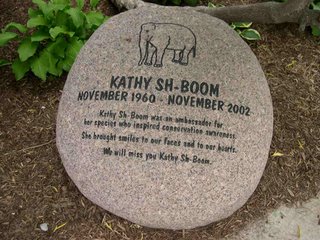 KATHY SH-BOOM
NOVEMBER 1960 - NOVEMBER 2002
Kathy Sh-Boom was an ambassador for
her species who inspired conservation awareness.
She brought smiles to our faces and to our hearts.
We will miss you Kathy Sh-Boom.